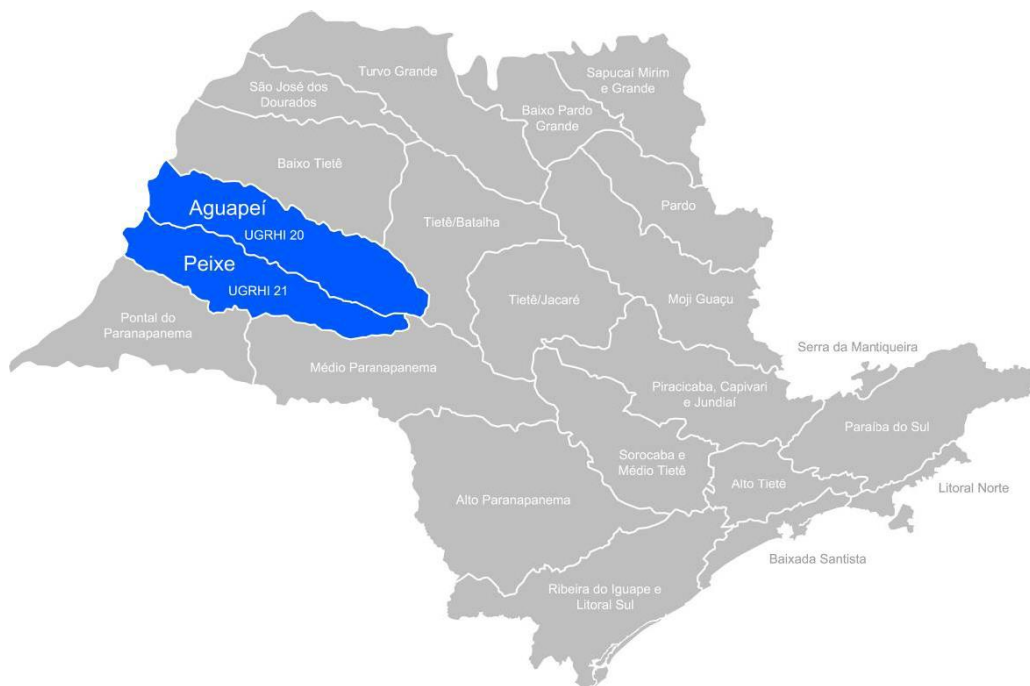 Turvo Grande
Sapucaí Mirim
e Grande
São José dos
Dourados
Baixo Pardo
Grande
Baixo Tietê
Pardo
Aguapeí
UGRHI 20
Tietê/Batalha
Peixe
UGRHI 21
Tietê/Jacaré
Moji Guaçu
Pontal do
Paranapanema
Médio Paranapanema
Serra da Mantiqueira
Piracicaba, Capivari
e Jundiaí
Paraíba do Sul
Sorocaba e
Médio Tietê
Alto Tietê
Litoral Norte
Alto Paranapanema
Baixada Santista
Ribeira do Iguape e
Litoral Sul